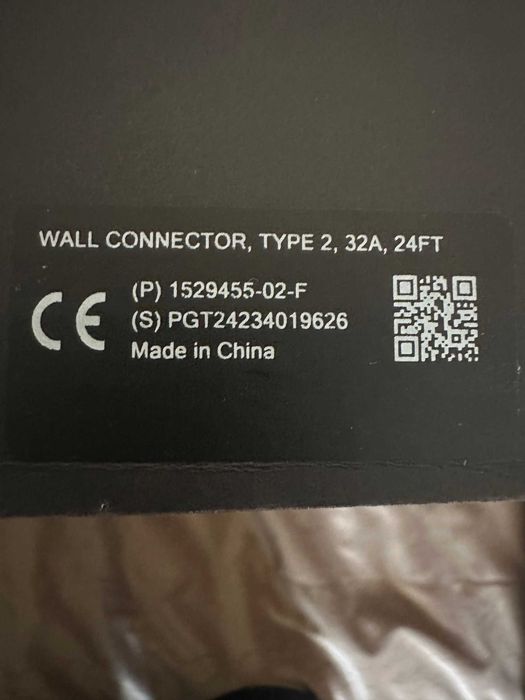 WALL CONNECTOR, TYPE 2, 32A, 24FT
(P) 1529455-02-F
(S) PGT24234019626
Made in China
CE